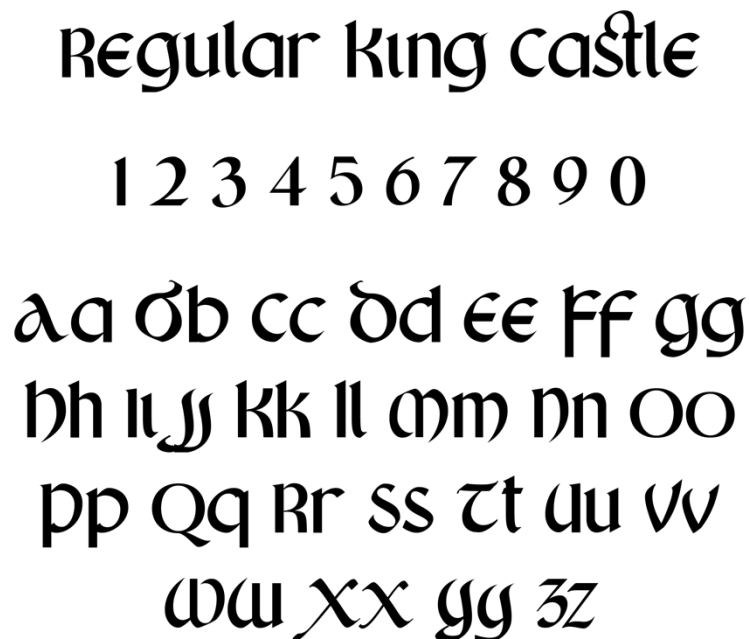 Regular King Castle
1 2 3 4 5 6 7 8 9 0
Aa Bb Cc Dd Ee Ff Gg
Hh Iı Jj Kk Ll Mm Nn Oo
Pp Qq Rr Ss Tt Uu Vv
Ww Xx Yy Zz